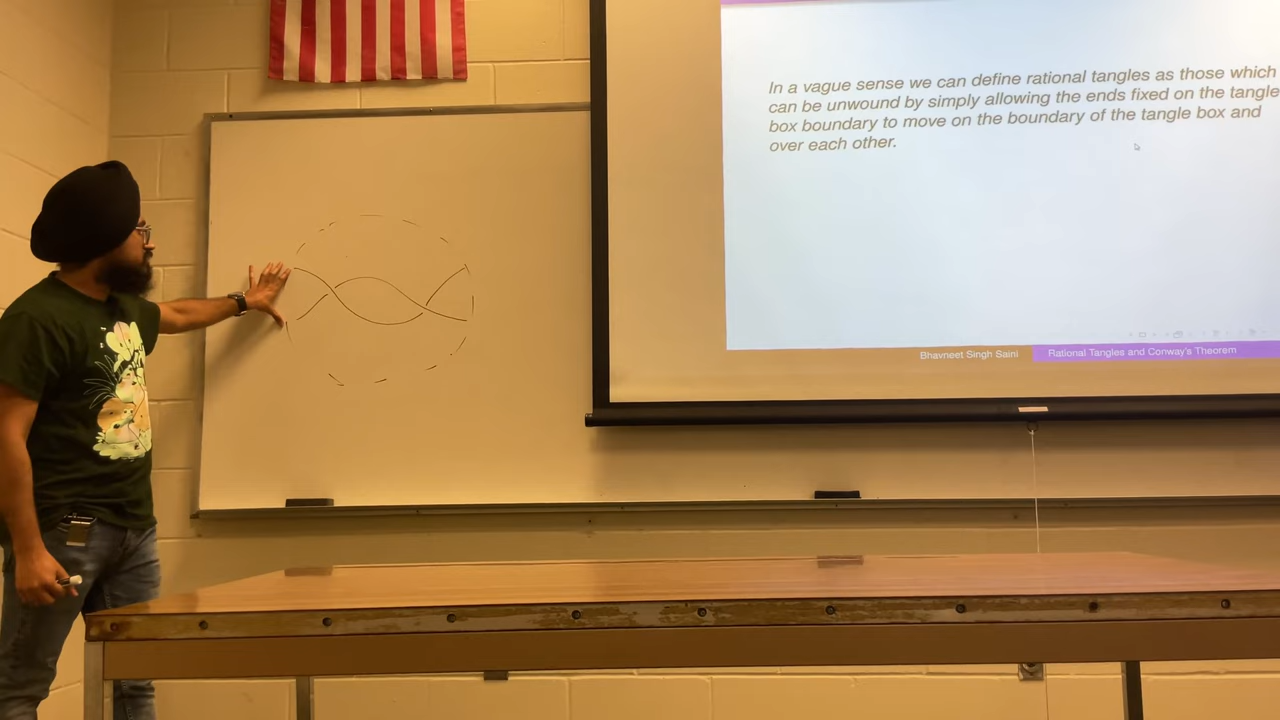 In a vague sense we can define rational tangles as those which
can be unwound by simply allowing the ends fixed on the tangle
box boundary to move on the boundary of the tangle box and
over each other.
Bhavneet Singh Saini
Rational Tangles and Conway's Theorem